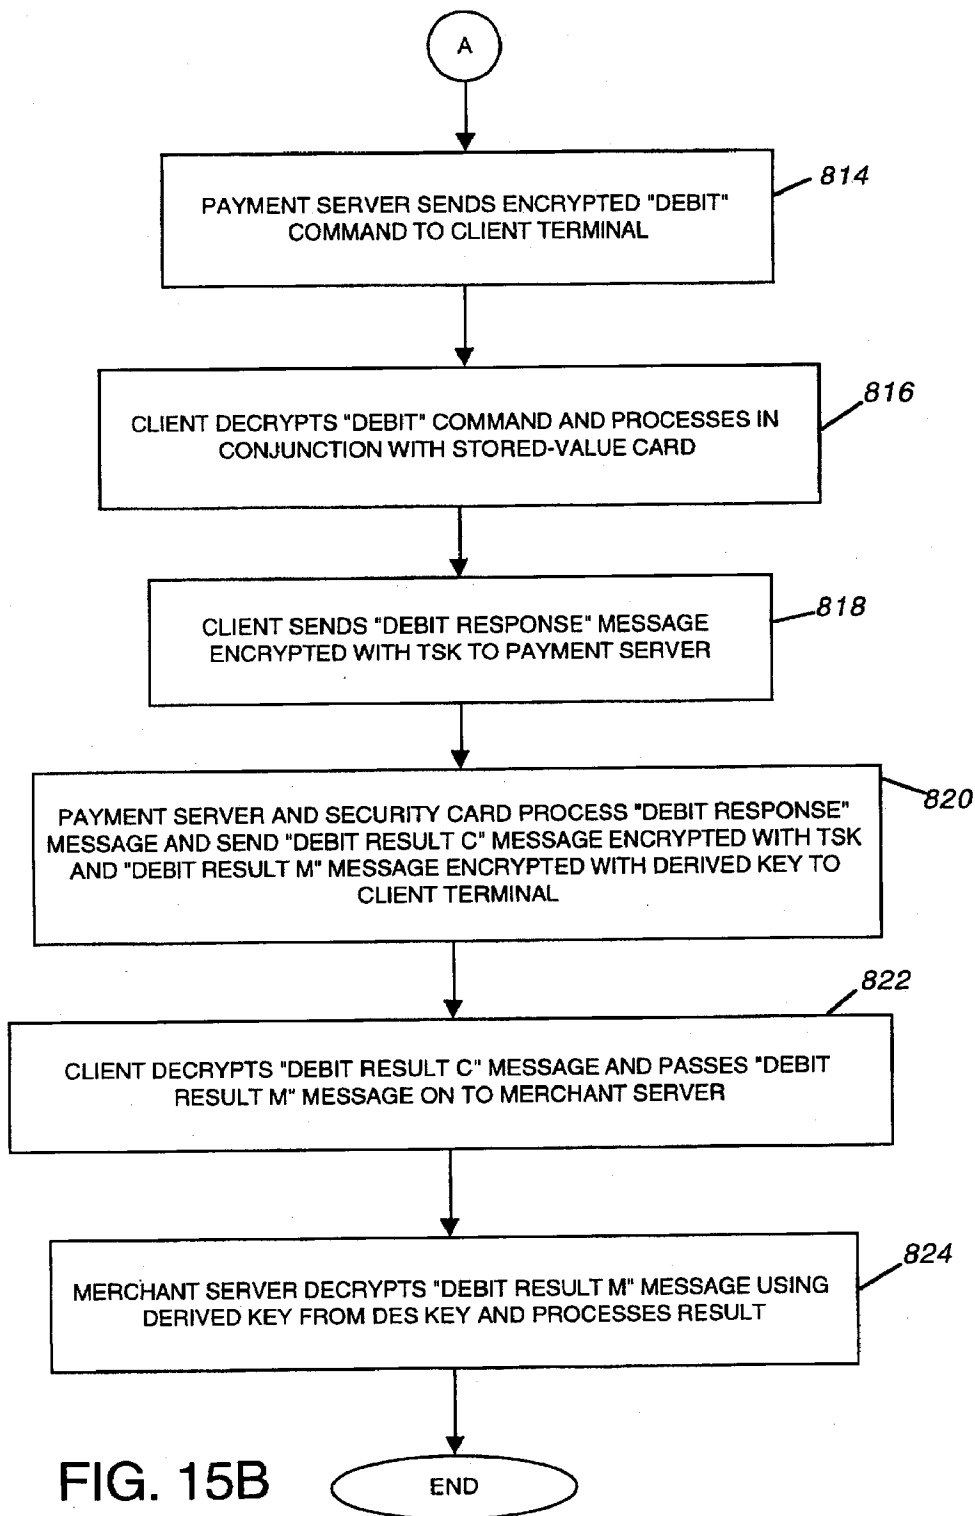 A
PAYMENT SERVER SENDS ENCRYPTED "DEBIT"
COMMAND TO CLIENT TERMINAL
814
CLIENT DECRYPTS "DEBIT" COMMAND AND PROCESSES IN
CONJUNCTION WITH STORED-VALUE CARD
816
CLIENT SENDS "DEBIT RESPONSE" MESSAGE
ENCRYPTED WITH TSK TO PAYMENT SERVER
818
PAYMENT SERVER AND SECURITY CARD PROCESS "DEBIT RESPONSE"
MESSAGE AND SEND "DEBIT RESULT C" MESSAGE ENCRYPTED WITH TSK
AND "DEBIT RESULT M" MESSAGE ENCRYPTED WITH DERIVED KEY TO
CLIENT TERMINAL
820
CLIENT DECRYPTS "DEBIT RESULT C" MESSAGE AND PASSES "DEBIT
RESULT M" MESSAGE ON TO MERCHANT SERVER
822
MERCHANT SERVER DECRYPTS "DEBIT RESULT M" MESSAGE USING
DERIVED KEY FROM DES KEY AND PROCESSES RESULT
824
END
FIG. 15B